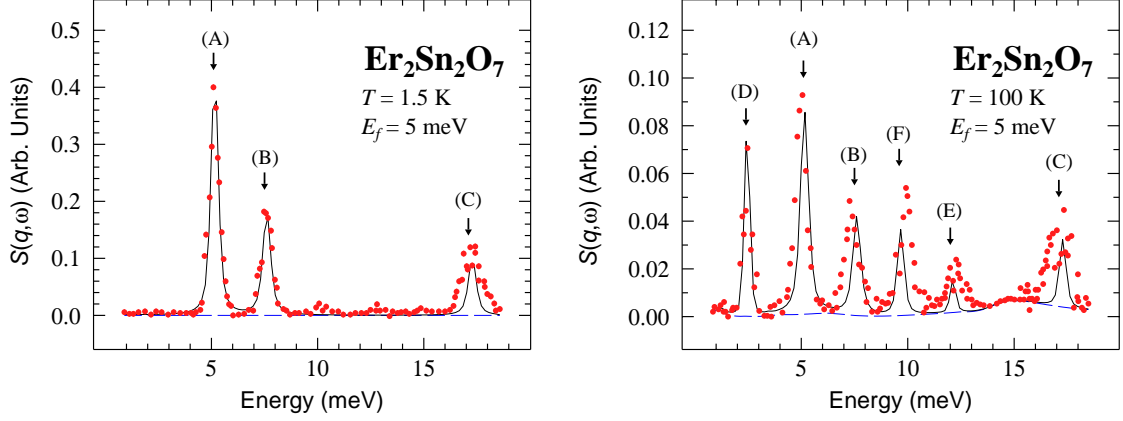 0.5
0.4
0.3
0.2
0.1
0.0
S(q,ω) (Arb. Units)
(A)
(B)
(C)
Er₂Sn₂O₇
T = 1.5 K
E_f = 5 meV
5
10
15
Energy (meV)
0.12
0.10
0.08
0.06
0.04
0.02
0.00
S(q,ω) (Arb. Units)
(D)
(A)
(B)
(F)
(E)
(C)
Er₂Sn₂O₇
T = 100 K
E_f = 5 meV
5
10
15
Energy (meV)